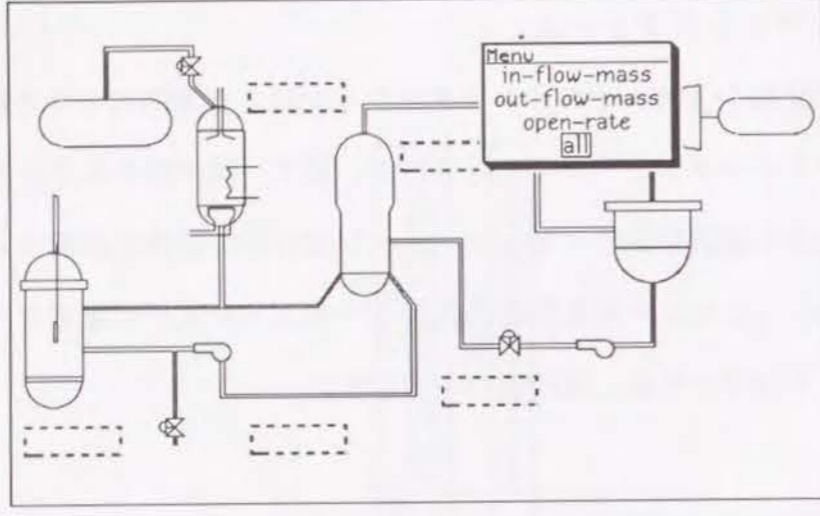 Menu
in-flow-mass
out-flow-mass
open-rate
all